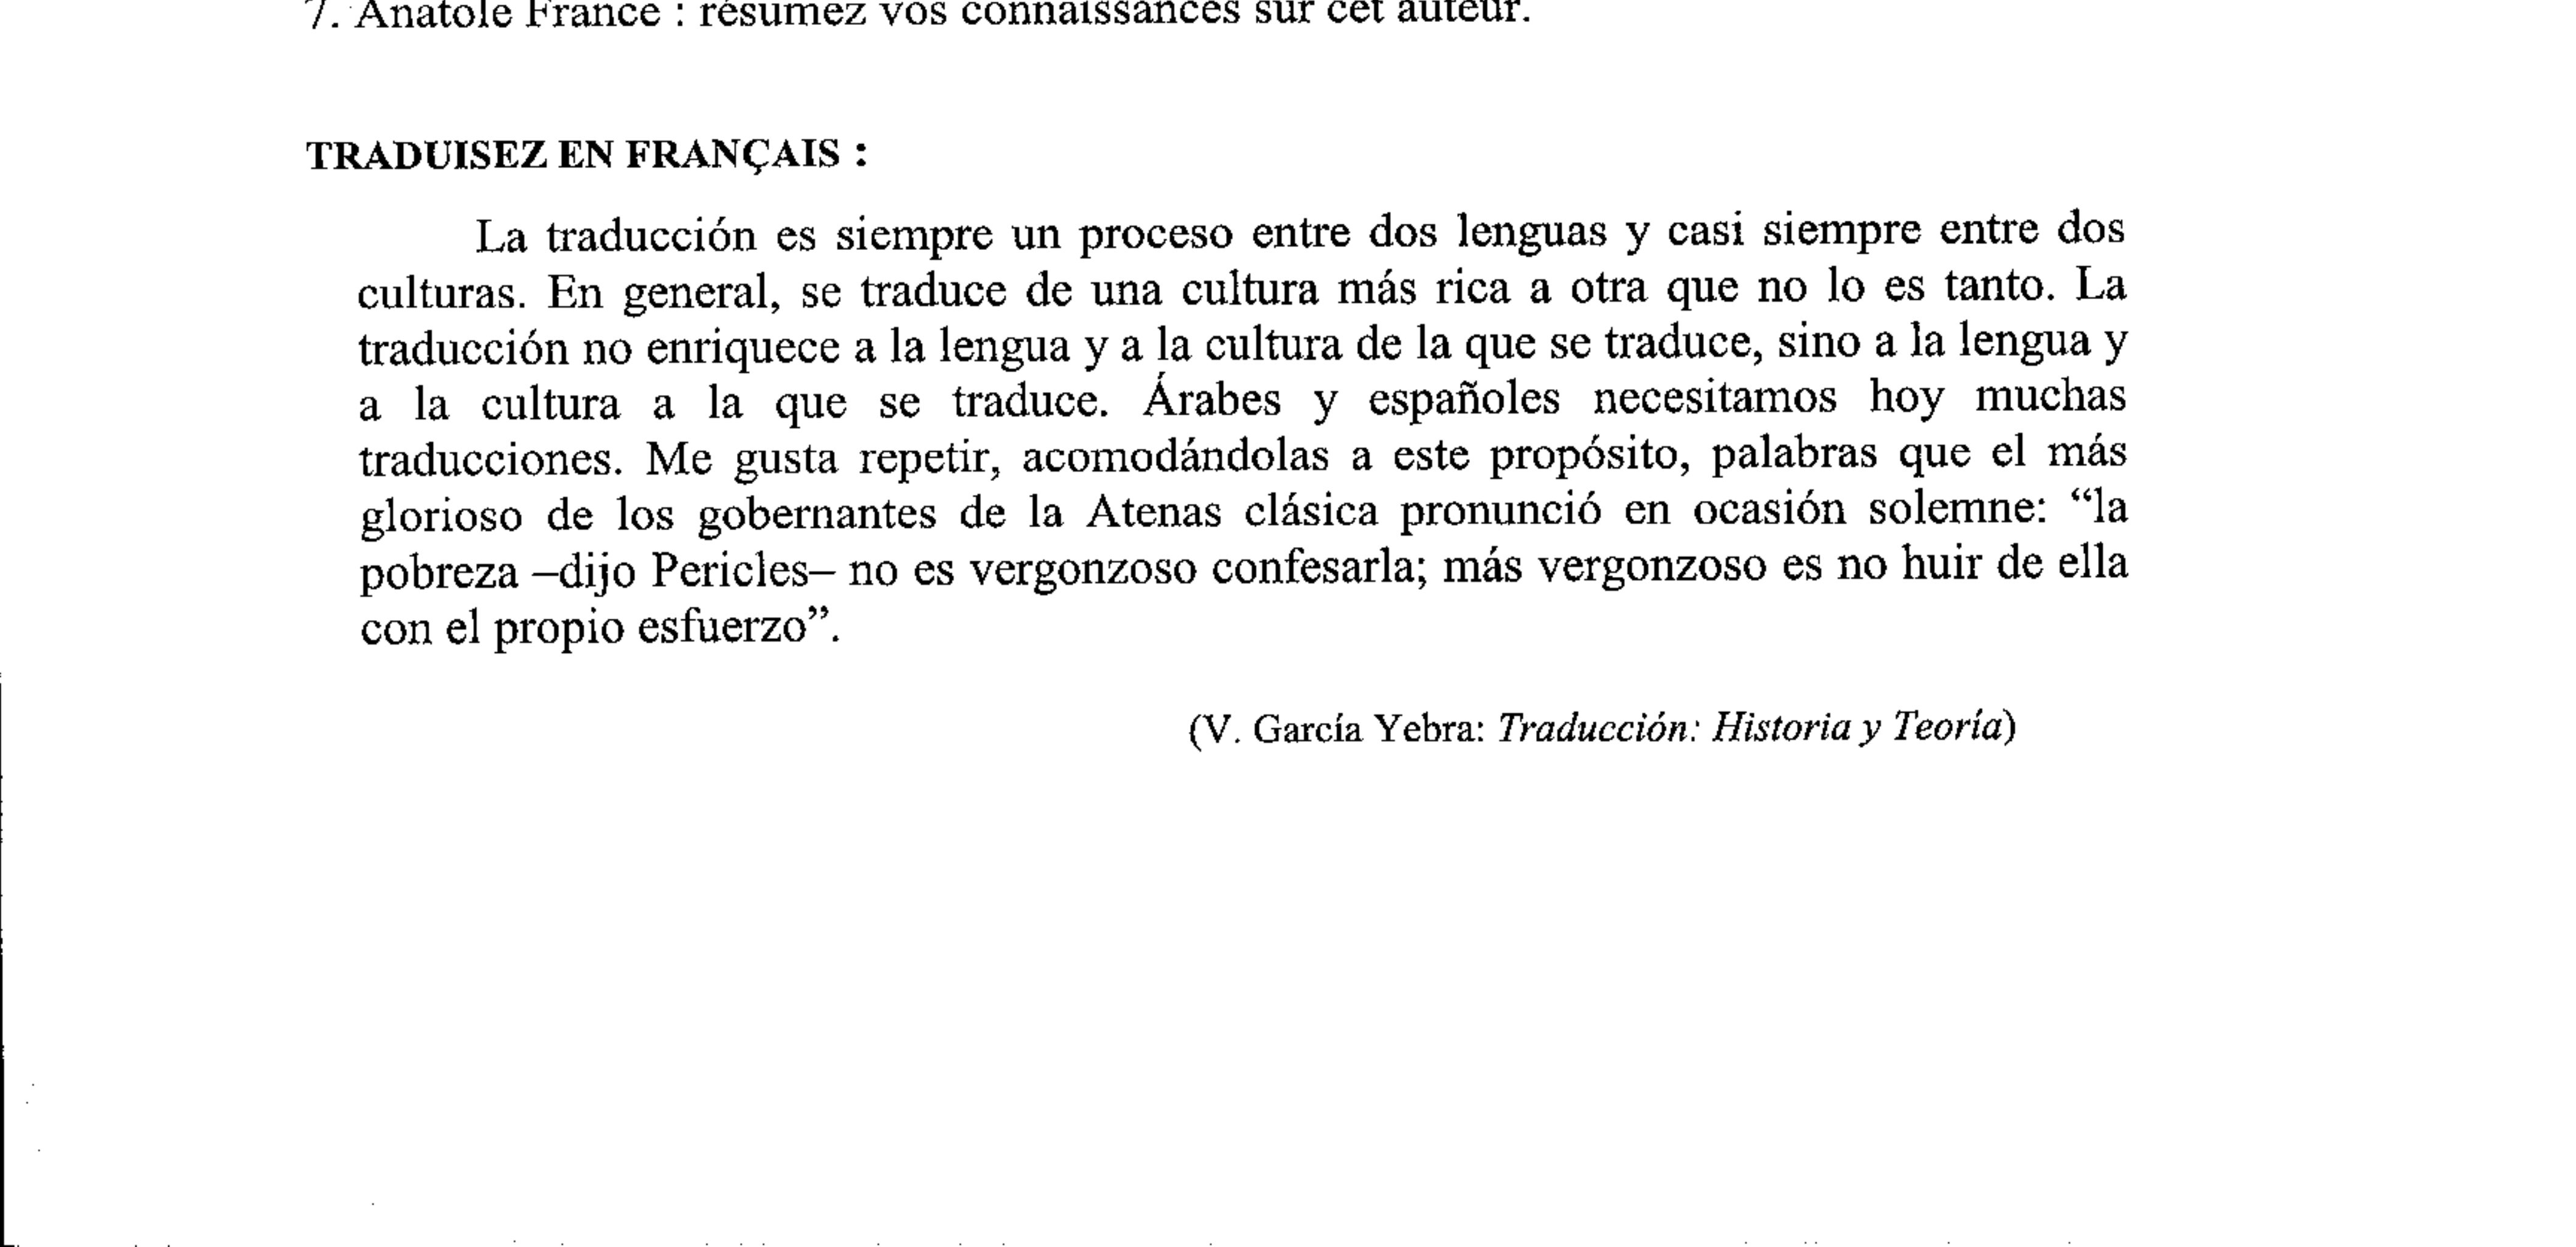 7. Anatole France : résumez vos connaissances sur cet auteur.
TRADUISEZ EN FRANÇAIS :
La traducción es siempre un proceso entre dos lenguas y casi siempre entre dos
culturas. En general, se traduce de una cultura más rica a otra que no lo es tanto. La
traducción no enriquece a la lengua y a la cultura de la que se traduce, sino a la lengua y
a la cultura a la que se traduce. Árabes y españoles necesitamos hoy muchas
traducciones. Me gusta repetir, acomodándolas a este propósito, palabras que el más
glorioso de los gobernantes de la Atenas clásica pronunció en ocasión solemne: “la
pobreza –dijo Pericles– no es vergonzoso confesarla; más vergonzoso es no huir de ella
con el propio esfuerzo”.
(V. García Yebra: Traducción: Historia y Teoría)